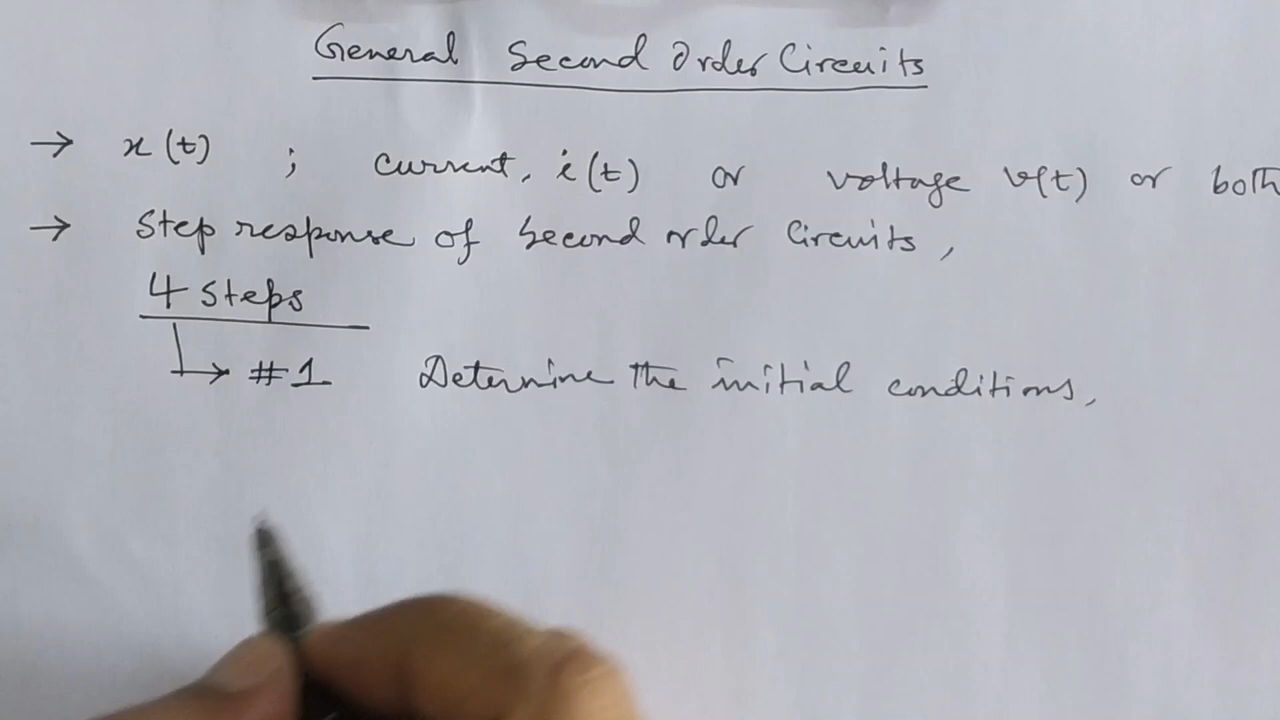 General Second Order Circuits
→ x(t) ; current, i(t) or voltage v(t) or both
→ Step response of second order circuits,
4 steps
→ #1 Determine the initial conditions,